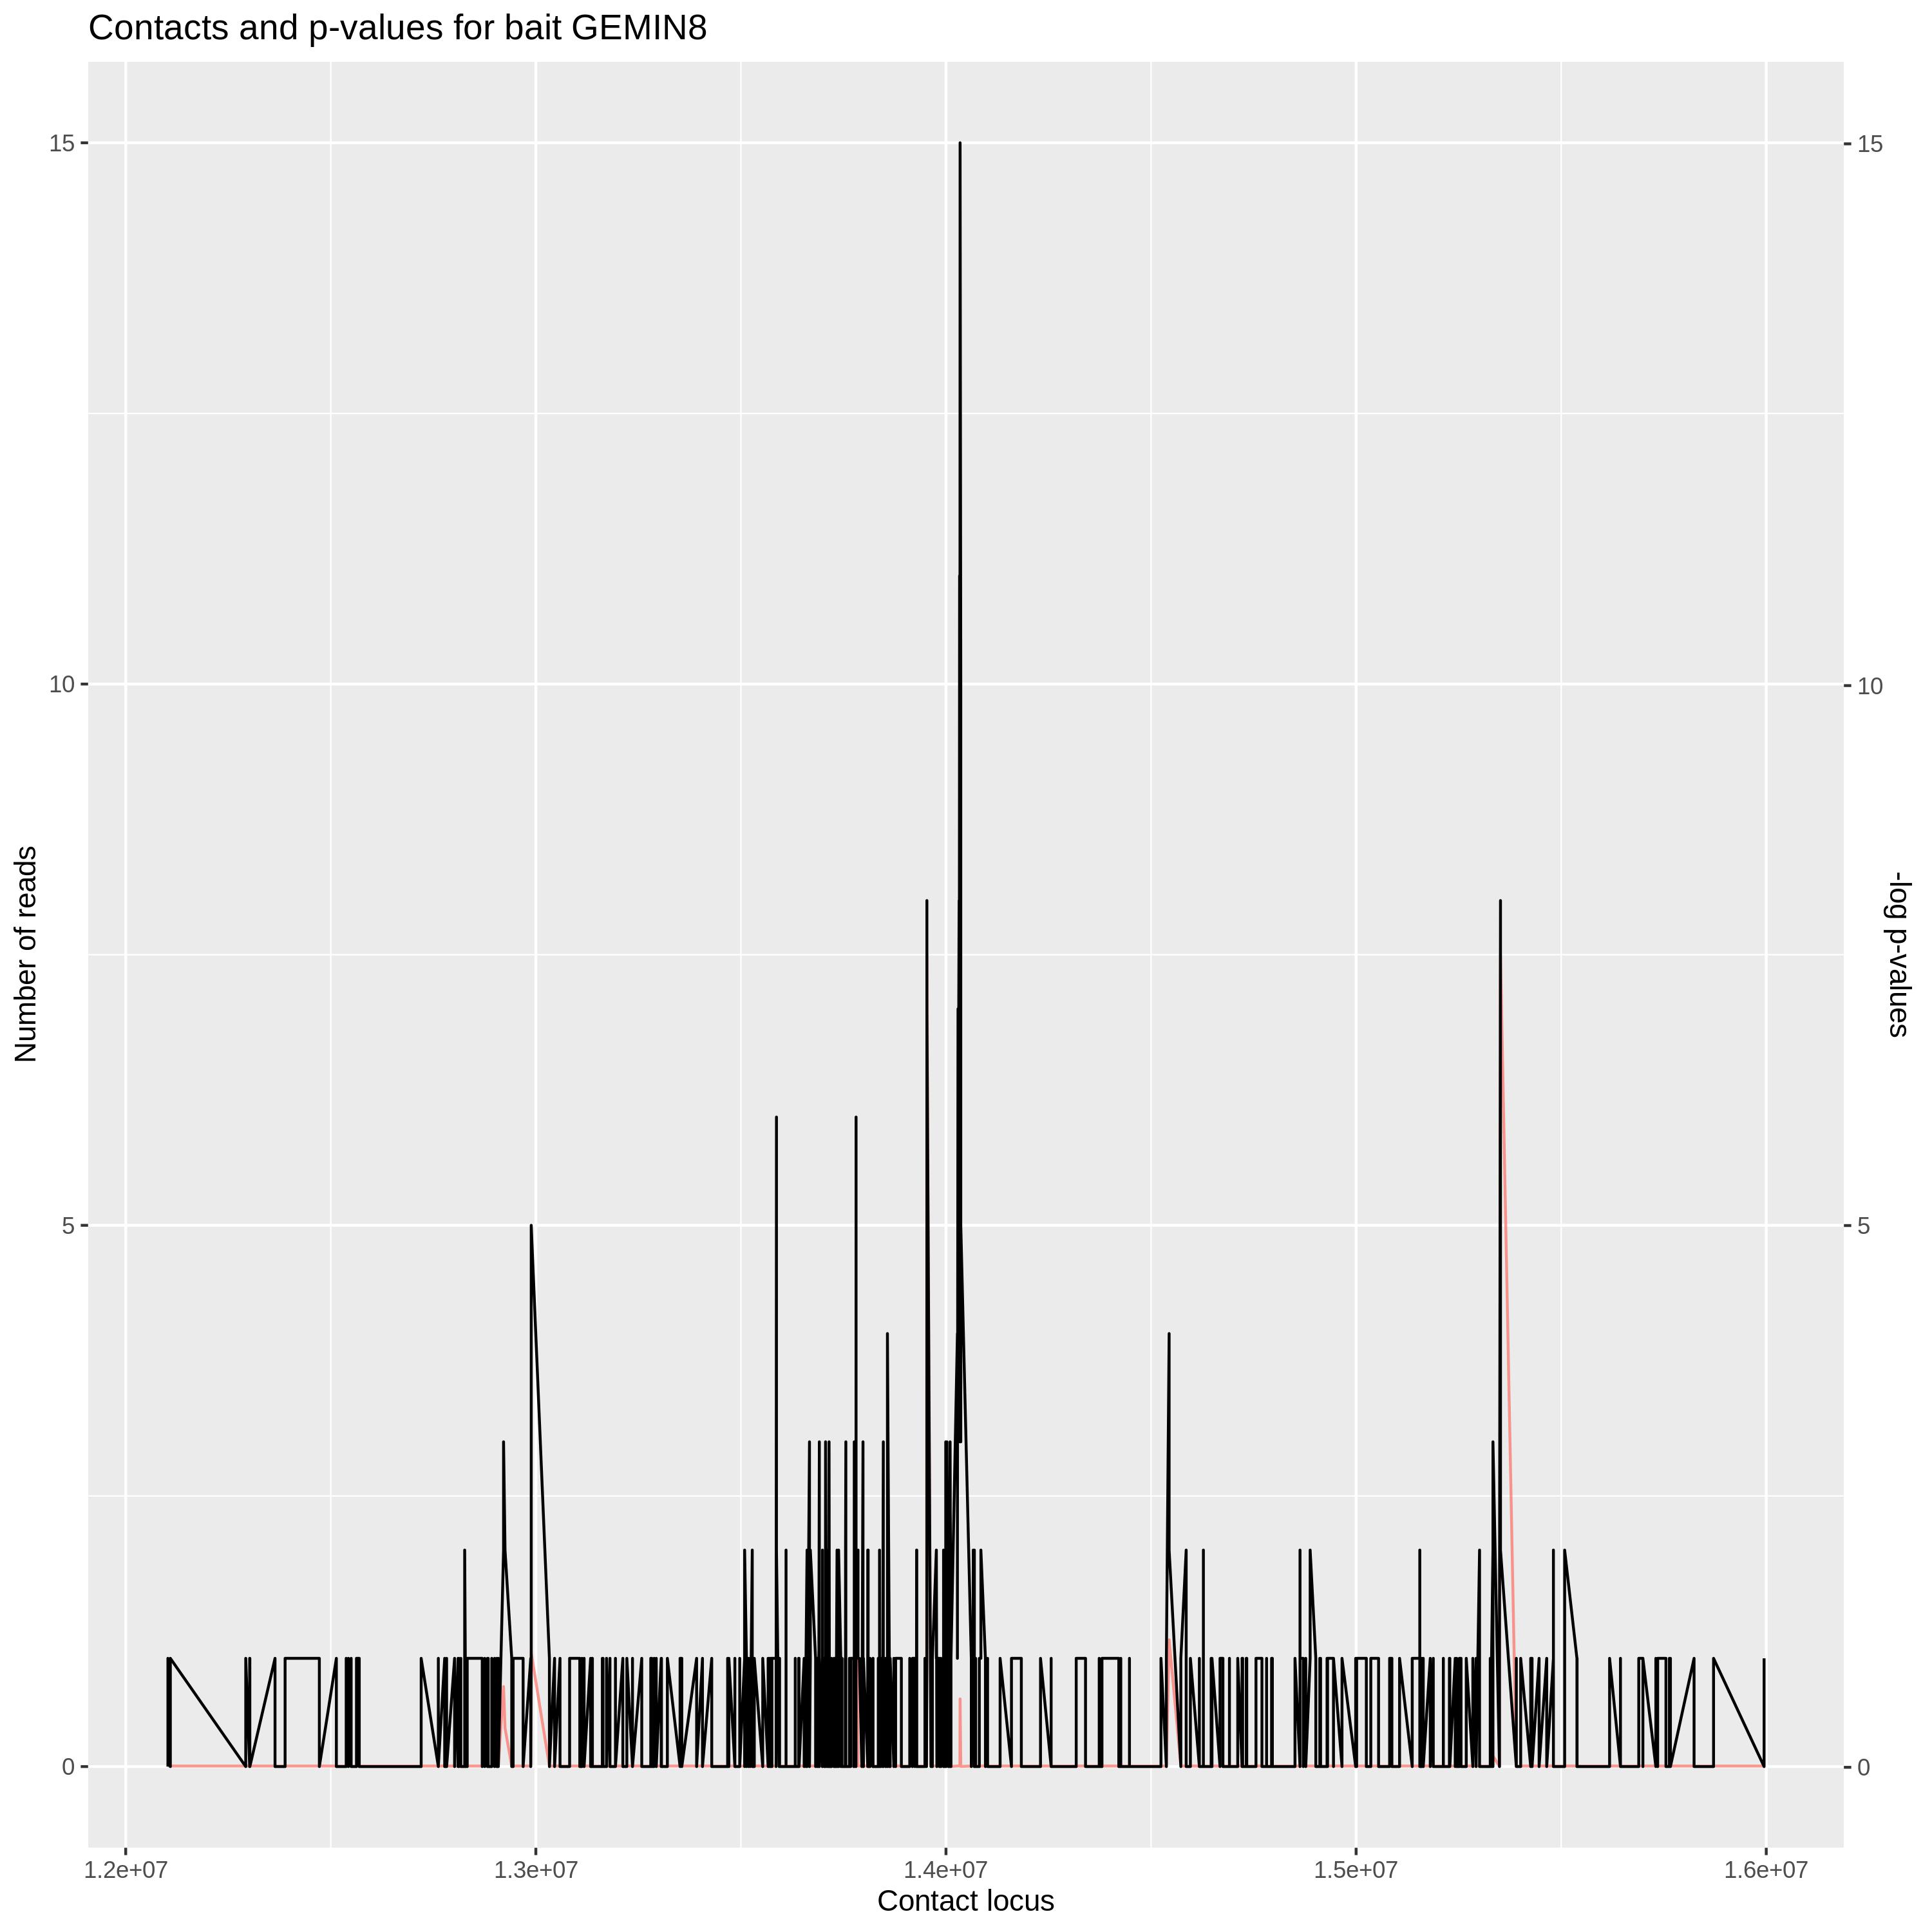 Contacts and p-values for bait GEMIN8
15
10
5
0
15
10
5
0
Number of reads
-log p-values
1.2e+07
1.3e+07
1.4e+07
1.5e+07
1.6e+07
Contact locus